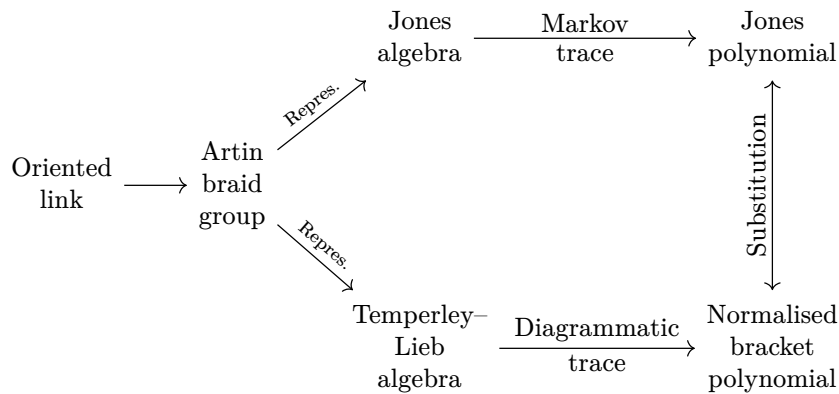 Oriented
link
Artin
braid
group
Repres.
Repres.
Jones
algebra
Markov
trace
Jones
polynomial
Substitution
Temperley–
Lieb
algebra
Diagrammatic
trace
Normalised
bracket
polynomial